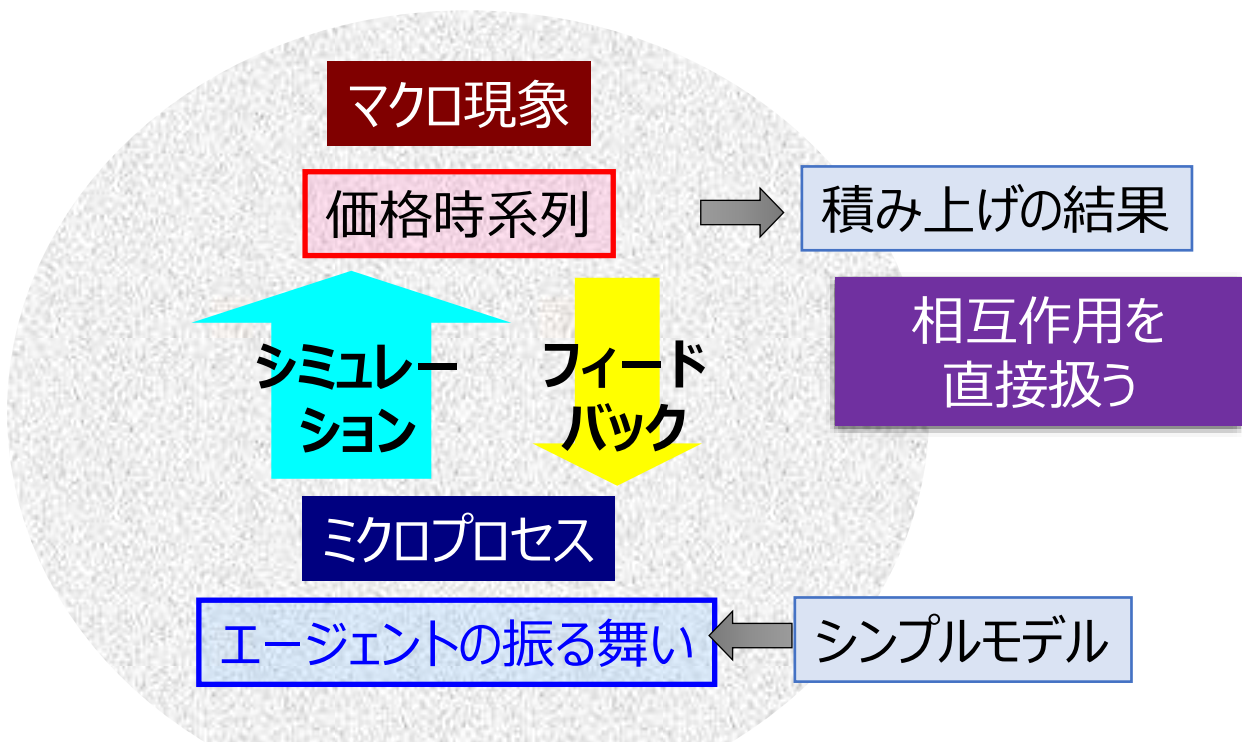 マクロ現象
価格時系列
積み上げの結果
相互作用を
直接扱う
シミュレー
ション
フィード
バック
ミクロプロセス
エージェントの振る舞い
シンプルモデル